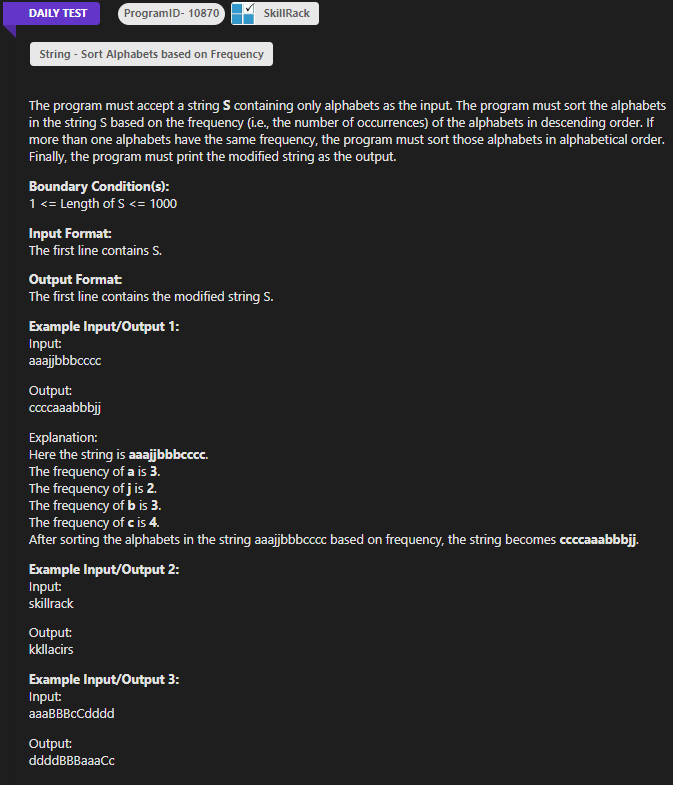 DAILY TEST
ProgramID- 10870
SkillRack
String - Sort Alphabets based on Frequency
The program must accept a string S containing only alphabets as the input. The program must sort the alphabets
in the string S based on the frequency (i.e., the number of occurrences) of the alphabets in descending order. If
more than one alphabets have the same frequency, the program must sort those alphabets in alphabetical order.
Finally, the program must print the modified string as the output.
Boundary Condition(s):
1 <= Length of S <= 1000
Input Format:
The first line contains S.
Output Format:
The first line contains the modified string S.
Example Input/Output 1:
Input:
aaajjbbbcccc
Output:
ccccaaabbbjj
Explanation:
Here the string is aaajjbbbcccc.
The frequency of a is 3.
The frequency of j is 2.
The frequency of b is 3.
The frequency of c is 4.
After sorting the alphabets in the string aaajjbbbcccc based on frequency, the string becomes ccccaaabbbjj.
Example Input/Output 2:
Input:
skillrack
Output:
kkllacirs
Example Input/Output 3:
Input:
aaaBBBcCdddd
Output:
ddddBBBaaaCc